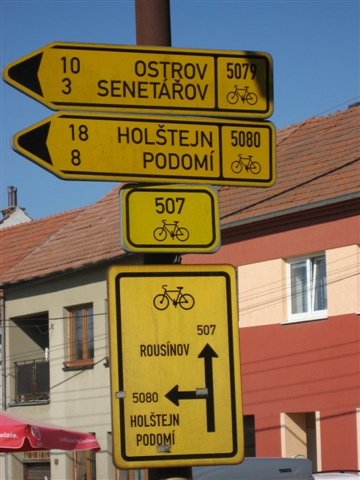 10 OSTROV 5079
3 SENETÁŘOV
18 HOLŠTEJN 5080
8 PODOMÍ
507
507
ROUSÍNOV
5080
HOLŠTEJN
PODOMÍ